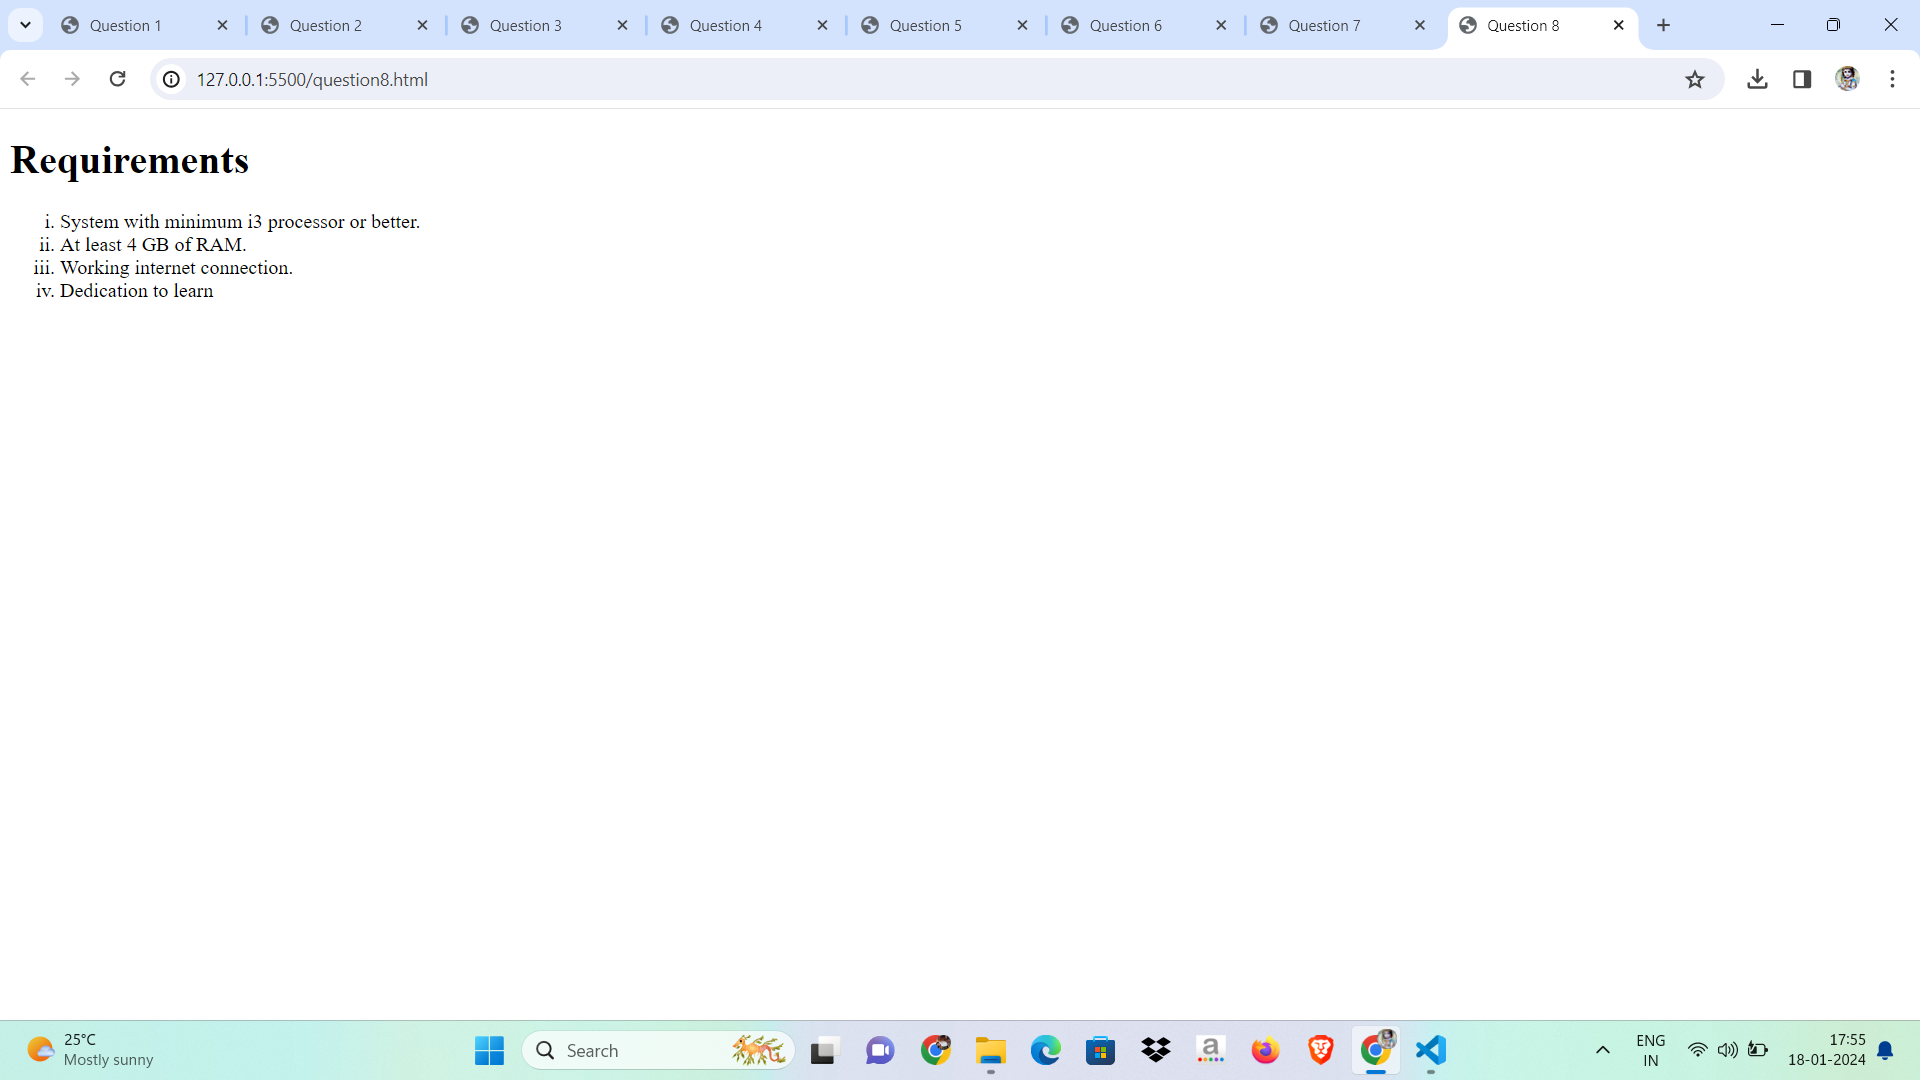 Question 1
Question 2
Question 3
Question 4
Question 5
Question 6
Question 7
Question 8
127.0.0.1:5500/question8.html
Requirements
i. System with minimum i3 processor or better.
ii. At least 4 GB of RAM.
iii. Working internet connection.
iv. Dedication to learn
25°C
Mostly sunny
Search
a
ENG
IN
17:55
18-01-2024